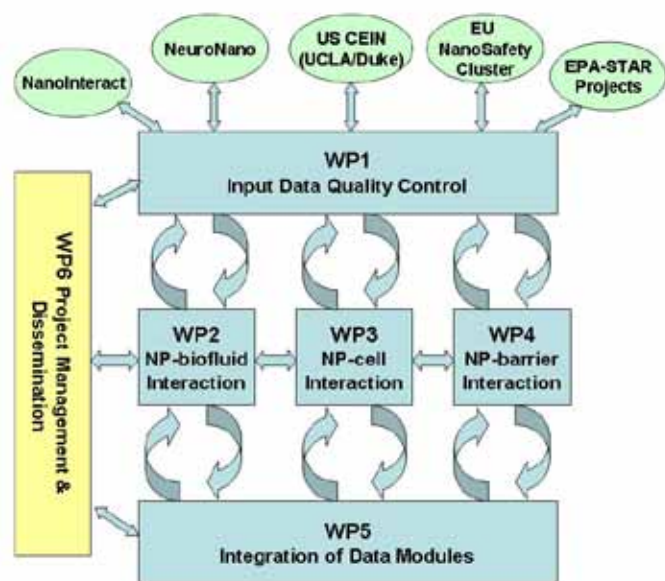 NanoInteract
NeuroNano
US CEIN
(UCLA/Duke)
EU
NanoSafety
Cluster
EPA-STAR
Projects
WP1
Input Data Quality Control
WP6 Project Management &
Dissemination
WP2
NP-biofluid
Interaction
WP3
NP-cell
Interaction
WP4
NP-barrier
Interaction
WP5
Integration of Data Modules